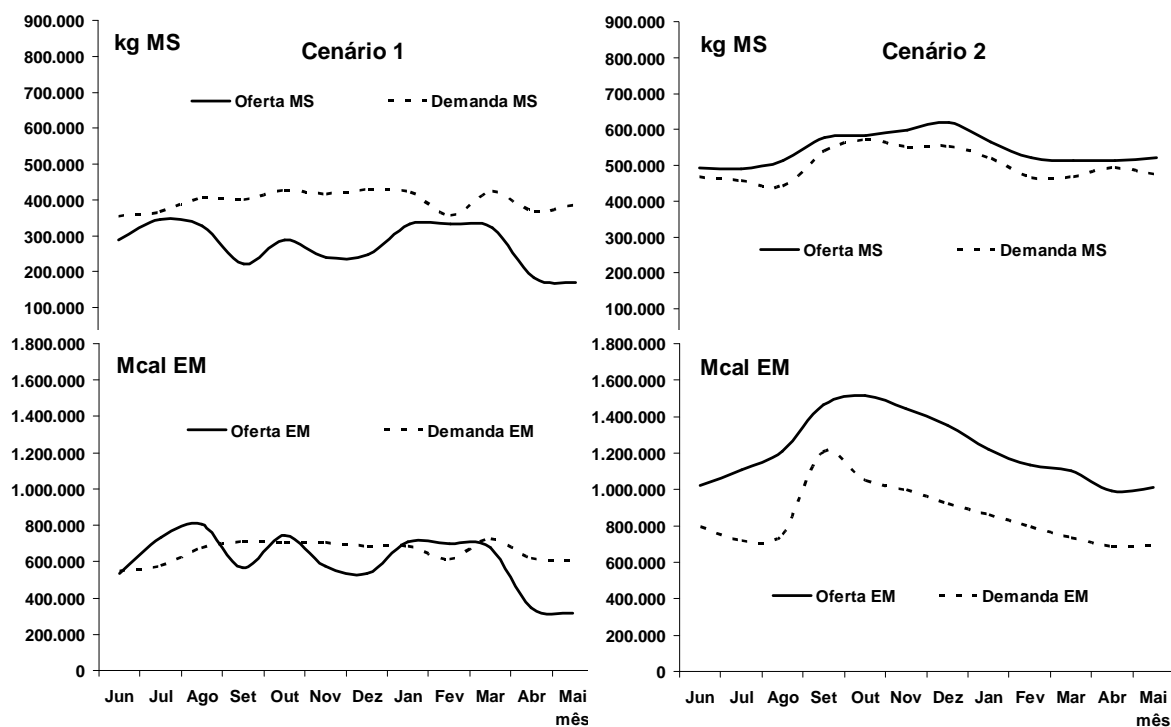 900.000
800.000
700.000
600.000
500.000
400.000
300.000
200.000
100.000
kg MS
Cenário 1
Oferta MS
Demanda MS
900.000
800.000
700.000
600.000
500.000
400.000
300.000
200.000
100.000
kg MS
Cenário 2
Oferta MS
Demanda MS
1.800.000
1.600.000
1.400.000
1.200.000
1.000.000
800.000
600.000
400.000
200.000
0
Mcal EM
Oferta EM
Demanda EM
Jun Jul Ago Set Out Nov Dez Jan Fev Mar Abr Mai
mês
1.800.000
1.600.000
1.400.000
1.200.000
1.000.000
800.000
600.000
400.000
200.000
0
Mcal EM
Oferta EM
Demanda EM
Jun Jul Ago Set Out Nov Dez Jan Fev Mar Abr Mai
mês